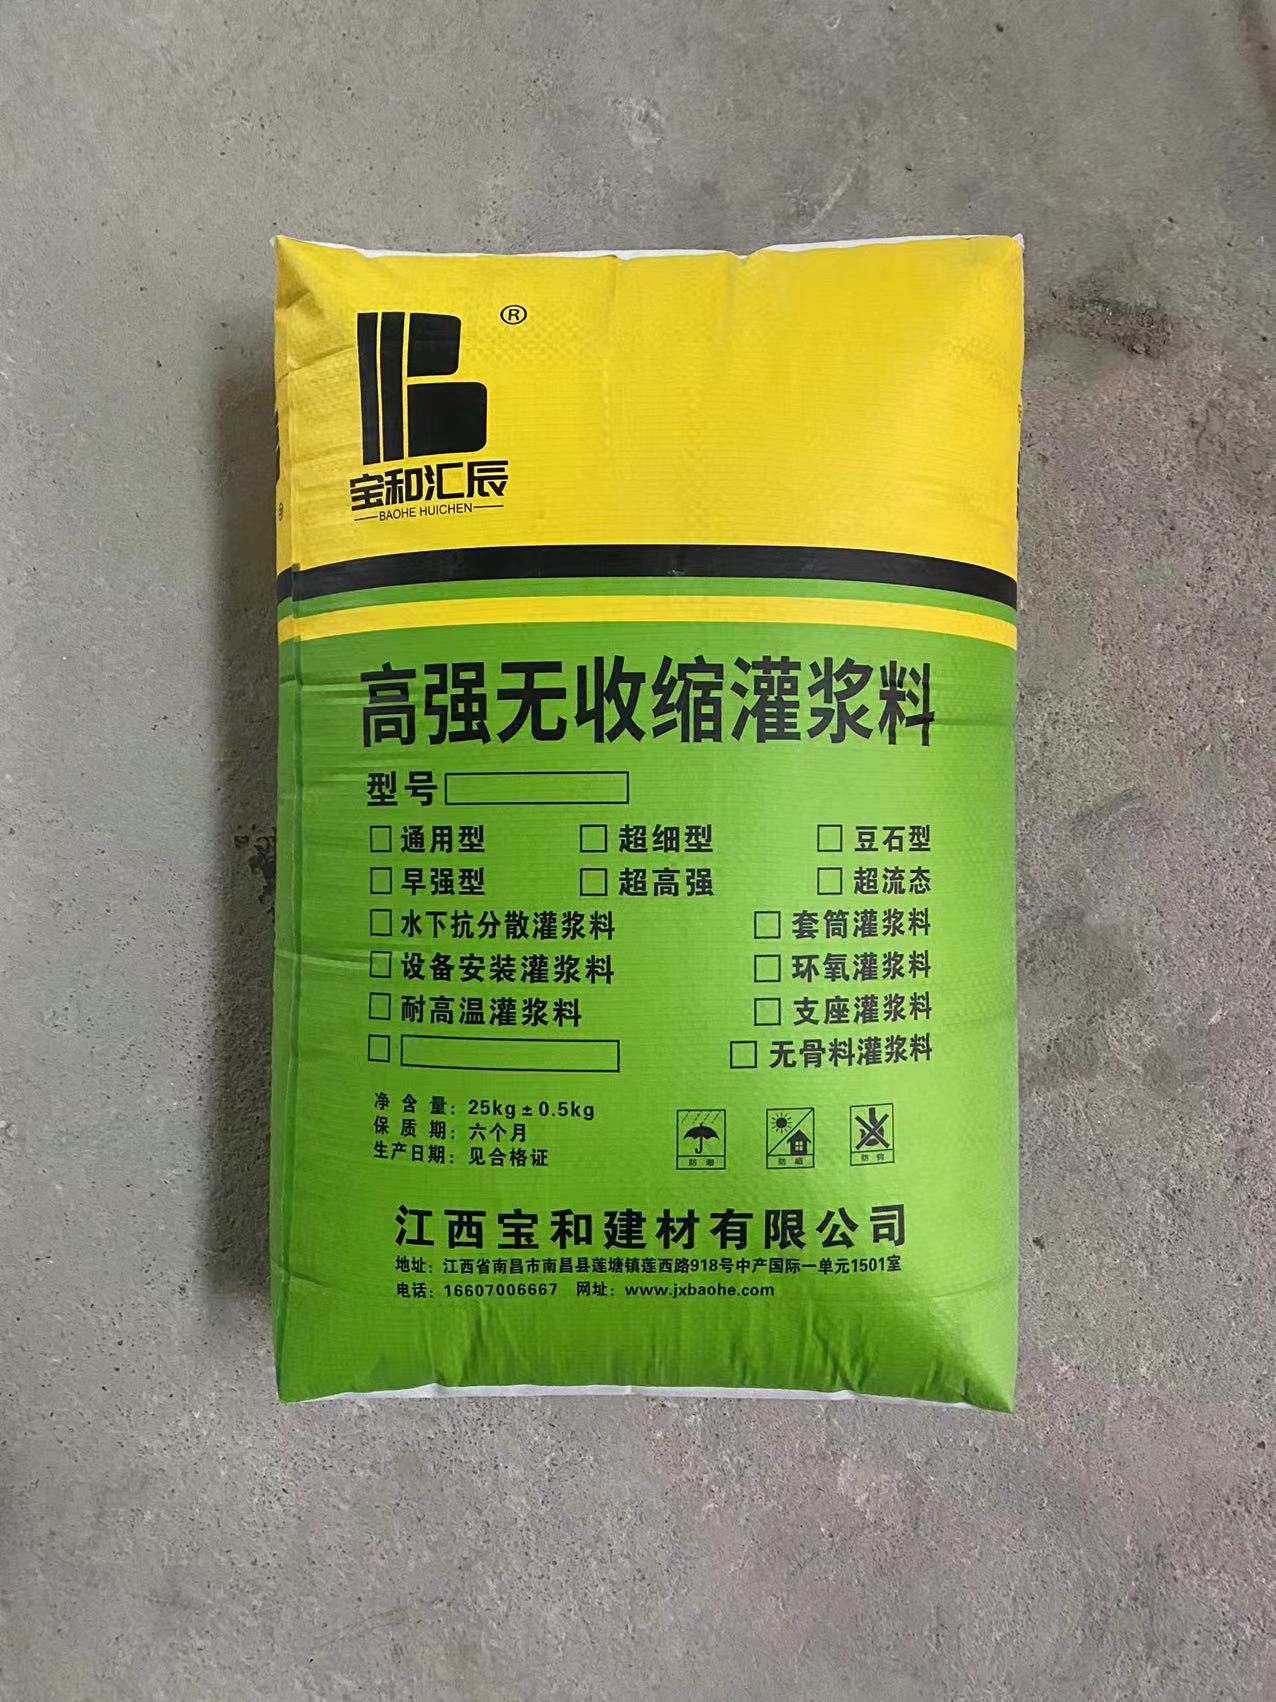 ®
宝和汇辰
BAOHE HUICHEN
高强无收缩灌浆料
型号
通用型 超细型 豆石型
早强型 超高强 超流态
水下抗分散灌浆料 套筒灌浆料
设备安装灌浆料 环氧灌浆料
耐高温灌浆料 支座灌浆料
无骨料灌浆料
净含量：25kg±0.5kg
保质期：六个月
生产日期：见合格证
防潮 防晒 防钩
江西宝和建材有限公司
地址：江西省南昌市南昌县莲塘镇莲西路918号中产国际一单元1501室
电话：16607006667 网址：www.jxbaohe.com